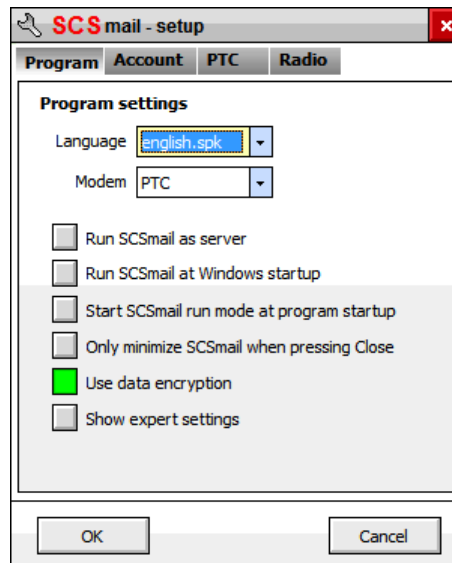 SCS mail - setup
Program Account PTC Radio
Program settings
Language english.spk
Modem PTC
Run SCSmail as server
Run SCSmail at Windows startup
Start SCSmail run mode at program startup
Only minimize SCSmail when pressing Close
Use data encryption
Show expert settings
OK Cancel